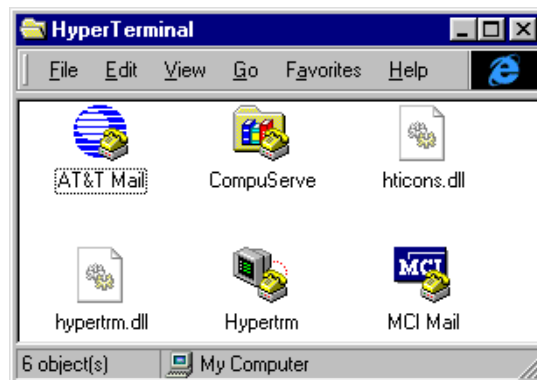 HyperTerminal
File Edit View Go Favorites Help
AT&T Mail CompuServe hticons.dll
MCI
hypertrm.dll Hypertrm MCI Mail
6 object(s) My Computer